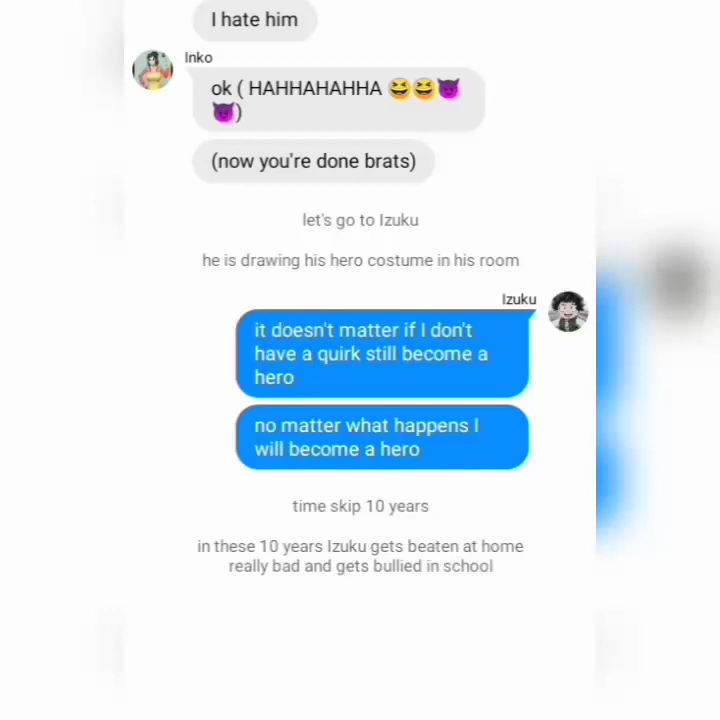 I hate him
Inko
ok ( HAHHAHAHHA 😆😆😈
😈)
(now you're done brats)
let's go to Izuku
he is drawing his hero costume in his room
Izuku
it doesn't matter if I don't
have a quirk still become a
hero
no matter what happens I
will become a hero
time skip 10 years
in these 10 years Izuku gets beaten at home
really bad and gets bullied in school